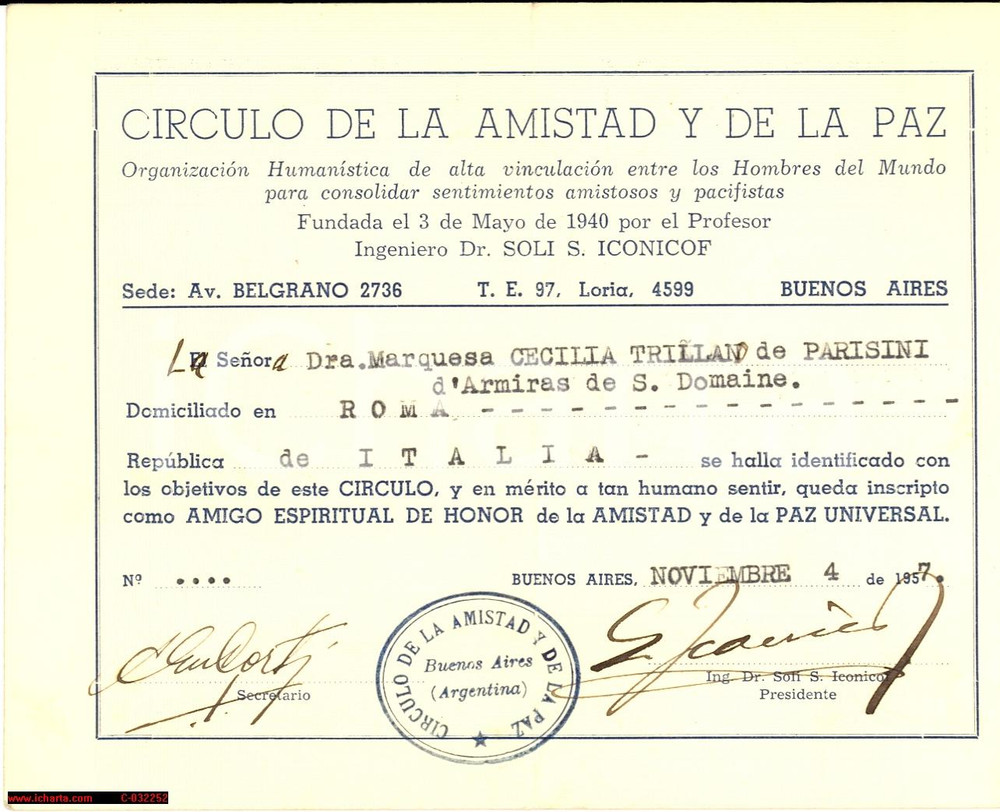 CIRCULO DE LA AMISTAD Y DE LA PAZ
Organización Humanística de alta vinculación entre los Hombres del Mundo
para consolidar sentimientos amistosos y pacifistas
Fundada el 3 de Mayo de 1940 por el Profesor
Ingeniero Dr. SOLI S. ICONICOF
Sede: Av. BELGRANO 2736 T. E. 97, Loria, 4599 BUENOS AIRES
La Señora Dra.Marquesa CECILIA TRILLAN de PARISINI
d'Armiras de S. Domaine.
Domiciliado en ROMA - - - - - - - - - - - - - - -
República de ITALIA - se halla identificado con
los objetivos de este CIRCULO, y en mérito a tan humano sentir, queda inscripto
como AMIGO ESPIRITUAL DE HONOR de la AMISTAD y de la PAZ UNIVERSAL.
Nº .... BUENOS AIRES, NOVIEMBRE 4 de 1957.
CIRCULO DE LA AMISTAD Y DE LA PAZ
Buenos Aires
(Argentina)
Secretario
Ing. Dr. Soli S. Iconicof
Presidente
www.icharta.com C-032252